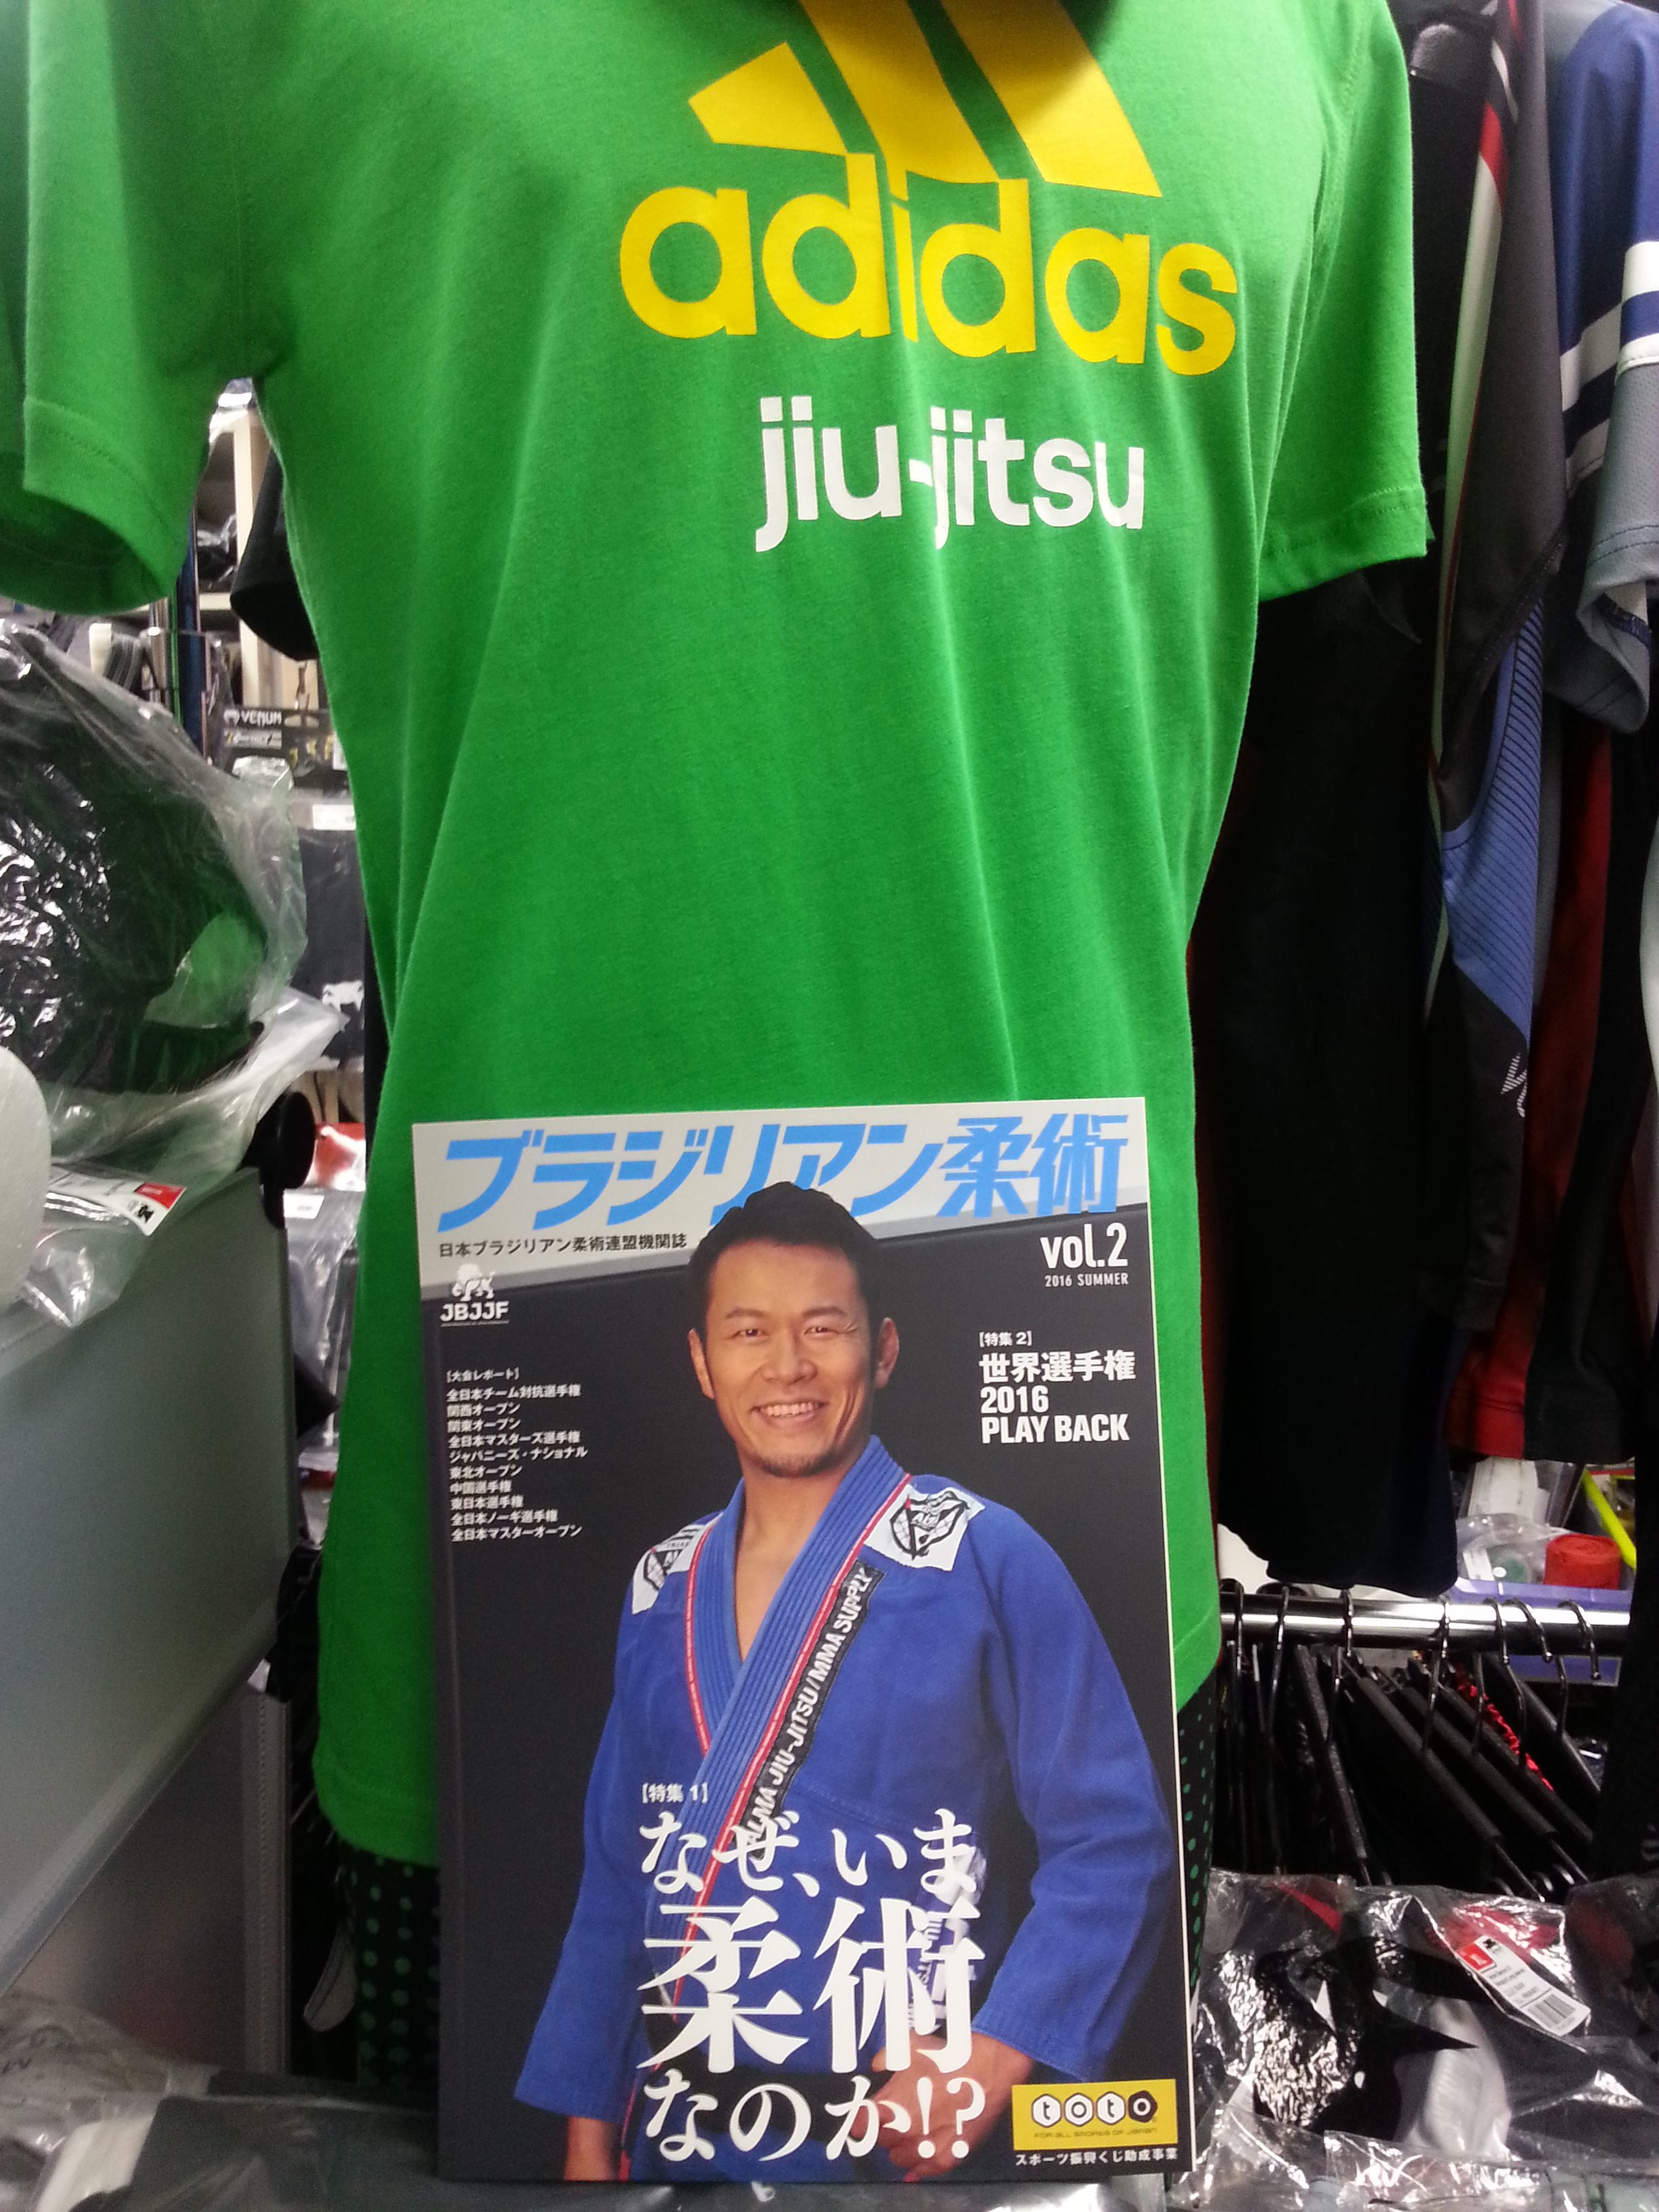 adidas
jiu-jitsu
VENUM
ブラジリアン柔術
日本ブラジリアン柔術連盟機関誌
vol.2
2016 SUMMER
JBJJF
【特集 2】
世界選手権
2016
PLAY BACK
【大会レポート】
全日本チーム対抗選手権
関西オープン
関東オープン
全日本マスターズ選手権
ジャパニーズ・ナショナル
東北オープン
中国選手権
東日本選手権
全日本ノーギ選手権
全日本マスターオープン
ALMA JIU-JITSU/MMA SUPPLY
【特集 1】
なぜ、いま
柔術
なのか!?
toto
FOR ALL SPORTS OF JAPAN
スポーツ振興くじ助成事業